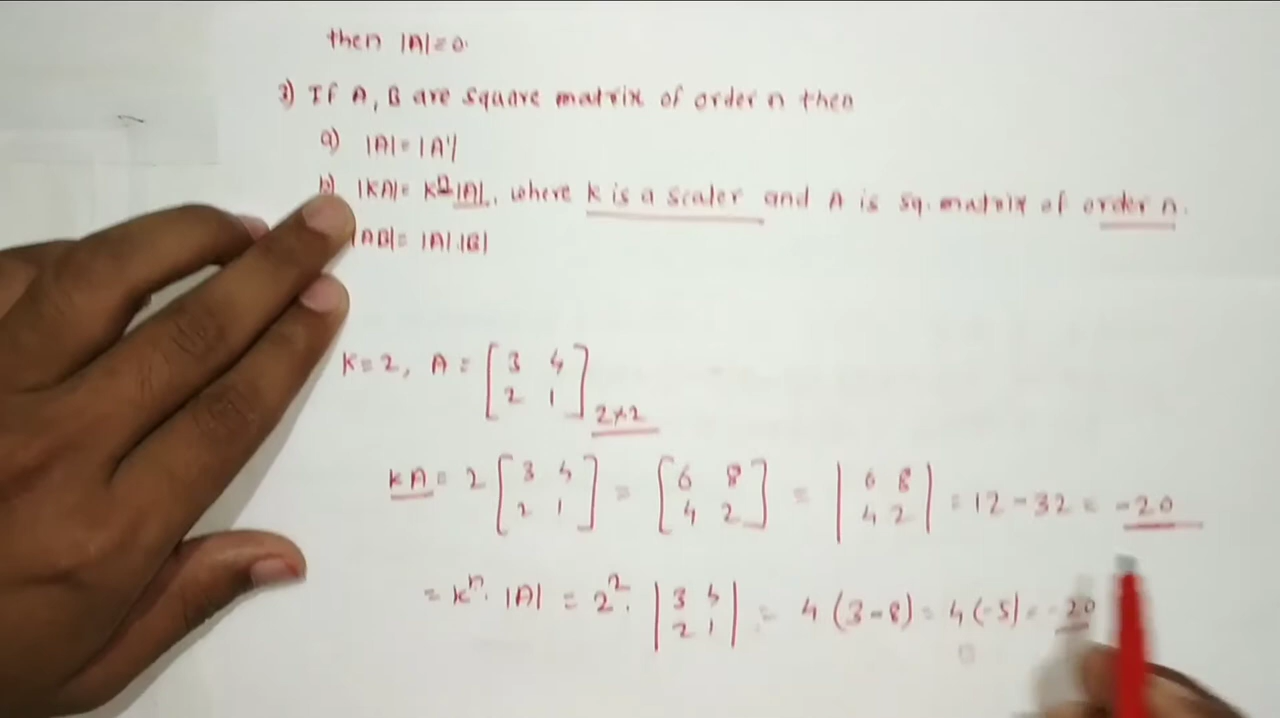 then |A|=0.
3) If A, B are square matrix of order n then
a) |A| = |A'|
b) |KA| = K^n |A|, where k is a scaler and A is sq. matrix of order n.
|AB| = |A|.|B|
K=2, A = [3 4; 2 1] 2×2
KA = 2 [3 4; 2 1] = [6 8; 4 2] = |6 8; 4 2| = 12 - 32 = -20
= K^n. |A| = 2^2. |3 4; 2 1| = 4(3-8) = 4(-5) = -20